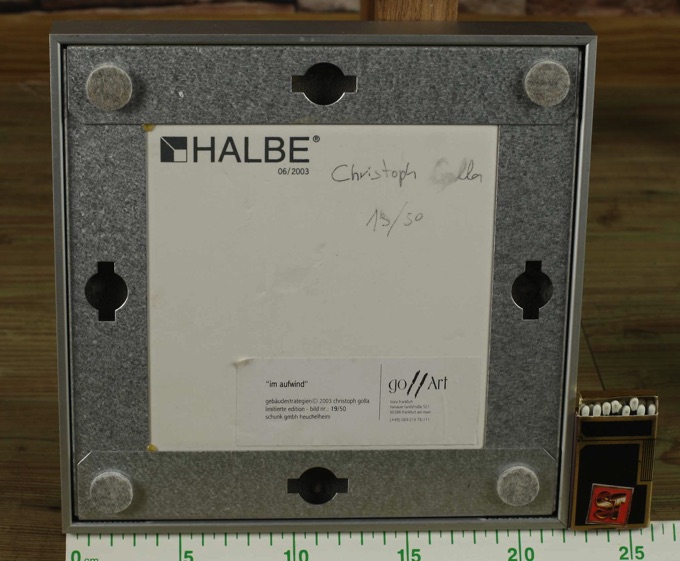 HALBE®
06/2003
Christoph Golla
19/50
"im aufwind"
gebäudestrategien© 2003 christoph golla
limitierte edition - bild nr.: 19/50
schunk gmbh heuchelheim
go//Art
0 cm 5 10 15 20 25